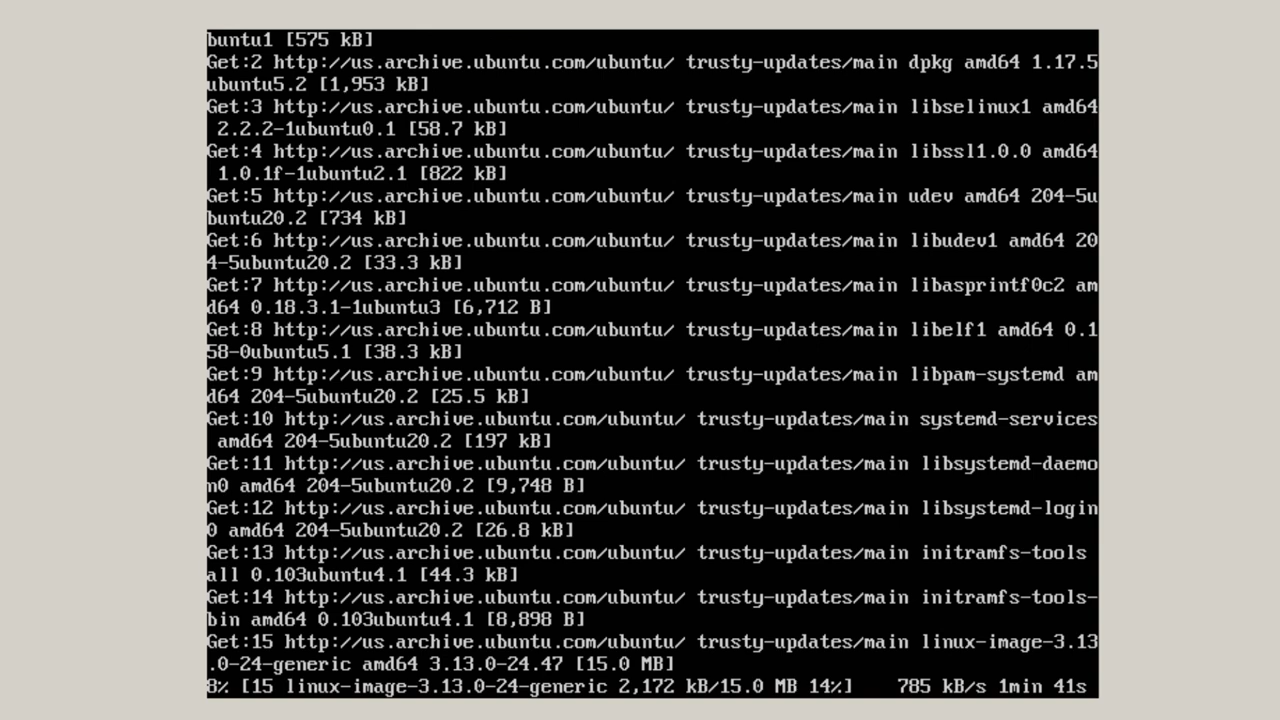 buntu1 [575 kB]
Get:2 http://us.archive.ubuntu.com/ubuntu/ trusty-updates/main dpkg amd64 1.17.5
ubuntu5.2 [1,953 kB]
Get:3 http://us.archive.ubuntu.com/ubuntu/ trusty-updates/main libselinux1 amd64
 2.2.2-1ubuntu0.1 [58.7 kB]
Get:4 http://us.archive.ubuntu.com/ubuntu/ trusty-updates/main libssl1.0.0 amd64
 1.0.1f-1ubuntu2.1 [822 kB]
Get:5 http://us.archive.ubuntu.com/ubuntu/ trusty-updates/main udev amd64 204-5u
buntu20.2 [734 kB]
Get:6 http://us.archive.ubuntu.com/ubuntu/ trusty-updates/main libudev1 amd64 20
4-5ubuntu20.2 [33.3 kB]
Get:7 http://us.archive.ubuntu.com/ubuntu/ trusty-updates/main libasprintf0c2 am
d64 0.18.3.1-1ubuntu3 [6,712 B]
Get:8 http://us.archive.ubuntu.com/ubuntu/ trusty-updates/main libelf1 amd64 0.1
58-0ubuntu5.1 [38.3 kB]
Get:9 http://us.archive.ubuntu.com/ubuntu/ trusty-updates/main libpam-systemd am
d64 204-5ubuntu20.2 [25.5 kB]
Get:10 http://us.archive.ubuntu.com/ubuntu/ trusty-updates/main systemd-services
 amd64 204-5ubuntu20.2 [197 kB]
Get:11 http://us.archive.ubuntu.com/ubuntu/ trusty-updates/main libsystemd-daemo
n0 amd64 204-5ubuntu20.2 [9,748 B]
Get:12 http://us.archive.ubuntu.com/ubuntu/ trusty-updates/main libsystemd-login
0 amd64 204-5ubuntu20.2 [26.8 kB]
Get:13 http://us.archive.ubuntu.com/ubuntu/ trusty-updates/main initramfs-tools
all 0.103ubuntu4.1 [44.3 kB]
Get:14 http://us.archive.ubuntu.com/ubuntu/ trusty-updates/main initramfs-tools-
bin amd64 0.103ubuntu4.1 [8,898 B]
Get:15 http://us.archive.ubuntu.com/ubuntu/ trusty-updates/main linux-image-3.13
.0-24-generic amd64 3.13.0-24.47 [15.0 MB]
8% [15 linux-image-3.13.0-24-generic 2,172 kB/15.0 MB 14%]    785 kB/s 1min 41s